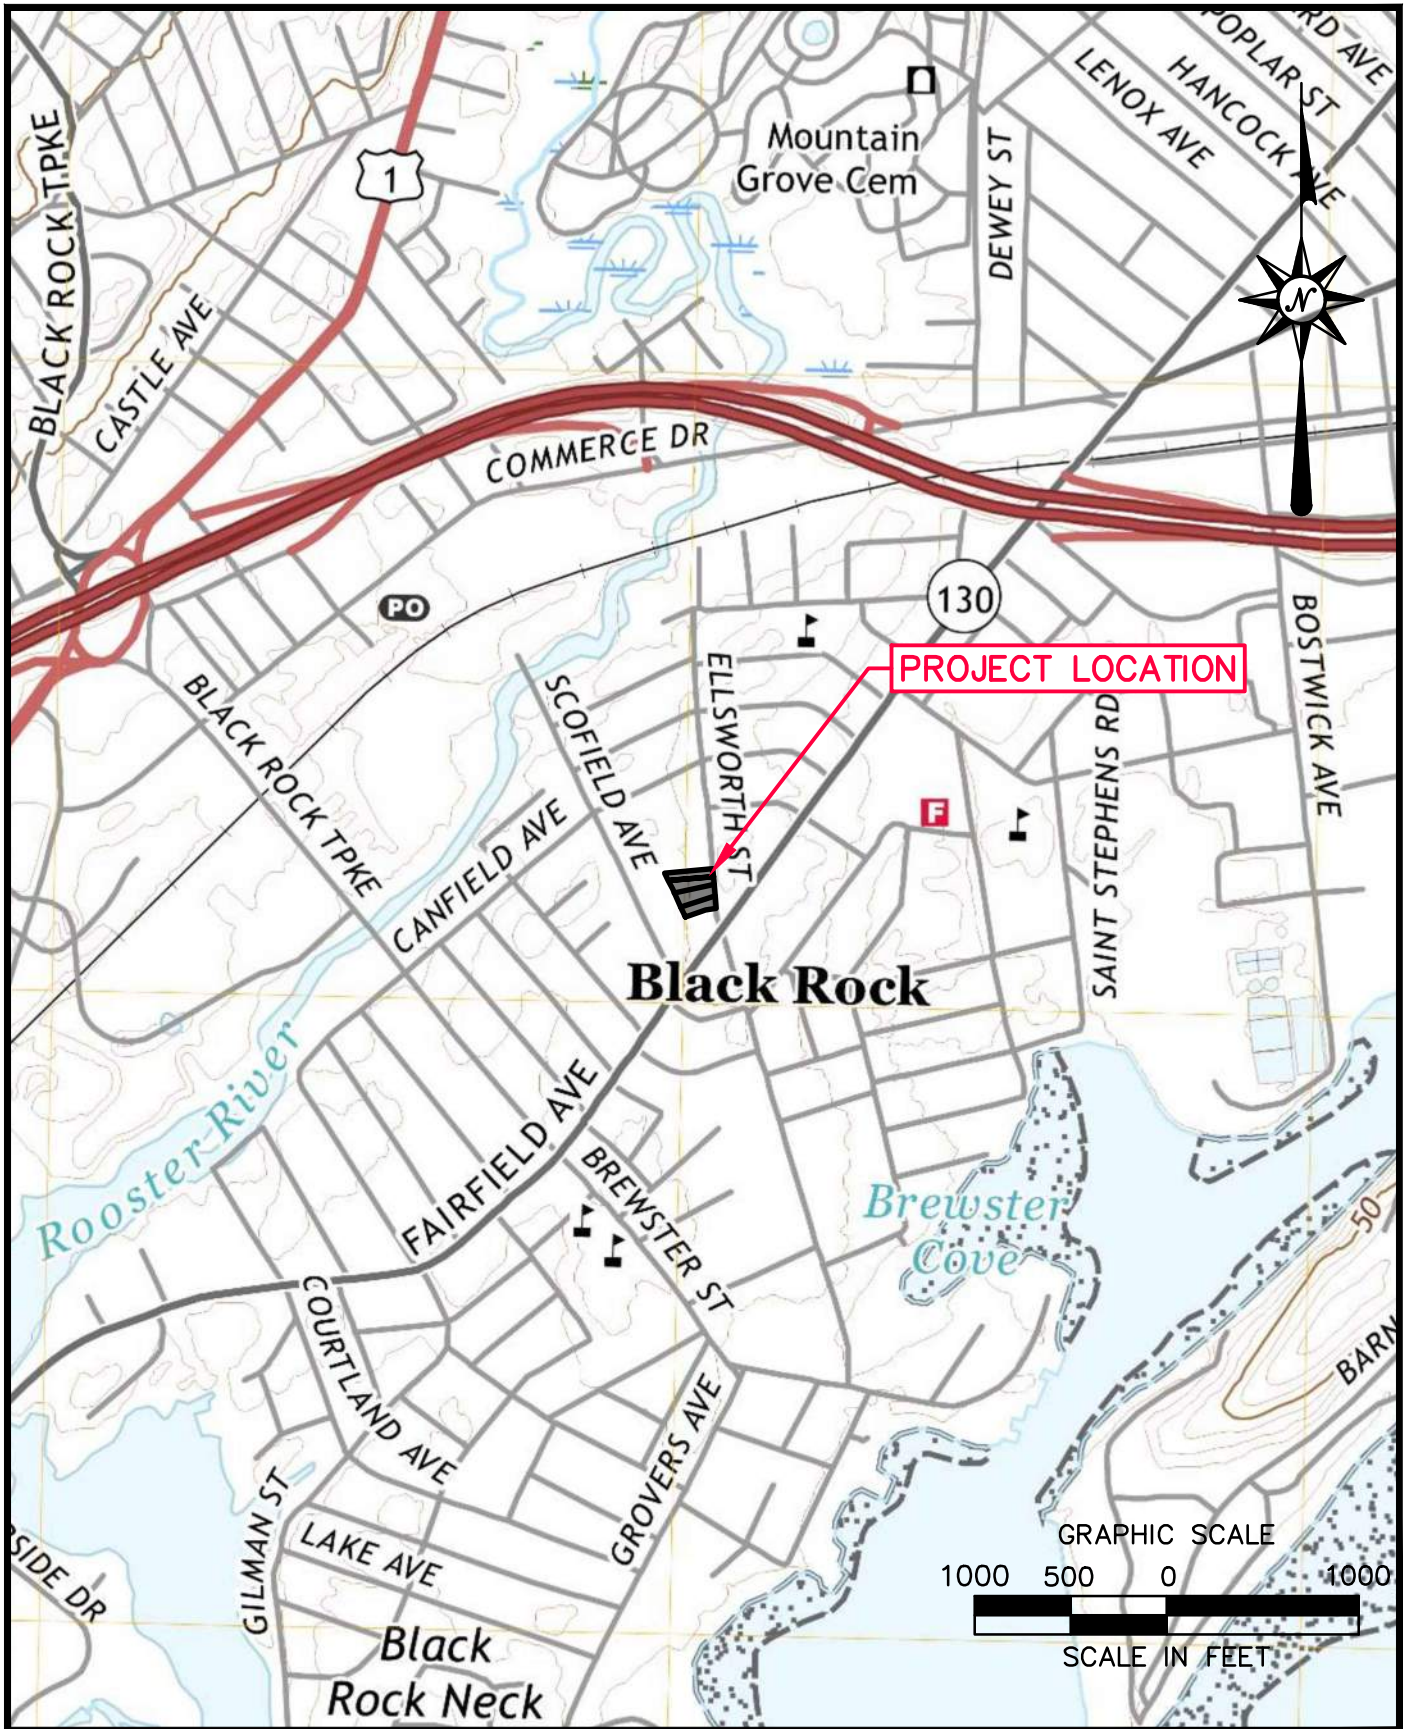 POPLAR ST
HANCOCK AVE
LENOX AVE
Mountain
Grove Cem
1
DEWEY ST
BLACK ROCK TPKE
CASTLE AVE
N
COMMERCE DR
PO
130
BOSTWICK AVE
PROJECT LOCATION
ELLSWORTH ST
SCOFIELD AVE
BLACK ROCK TPKE
SAINT STEPHENS RD
F
CANFIELD AVE
Black Rock
Rooster River
FAIRFIELD AVE
BREWSTER ST
Brewster
Cove
50
COURTLAND AVE
BARN
GROVERS AVE
GILMAN ST
LAKE AVE
SIDE DR
Black
Rock Neck
GRAPHIC SCALE
1000 500 0 1000
SCALE IN FEET